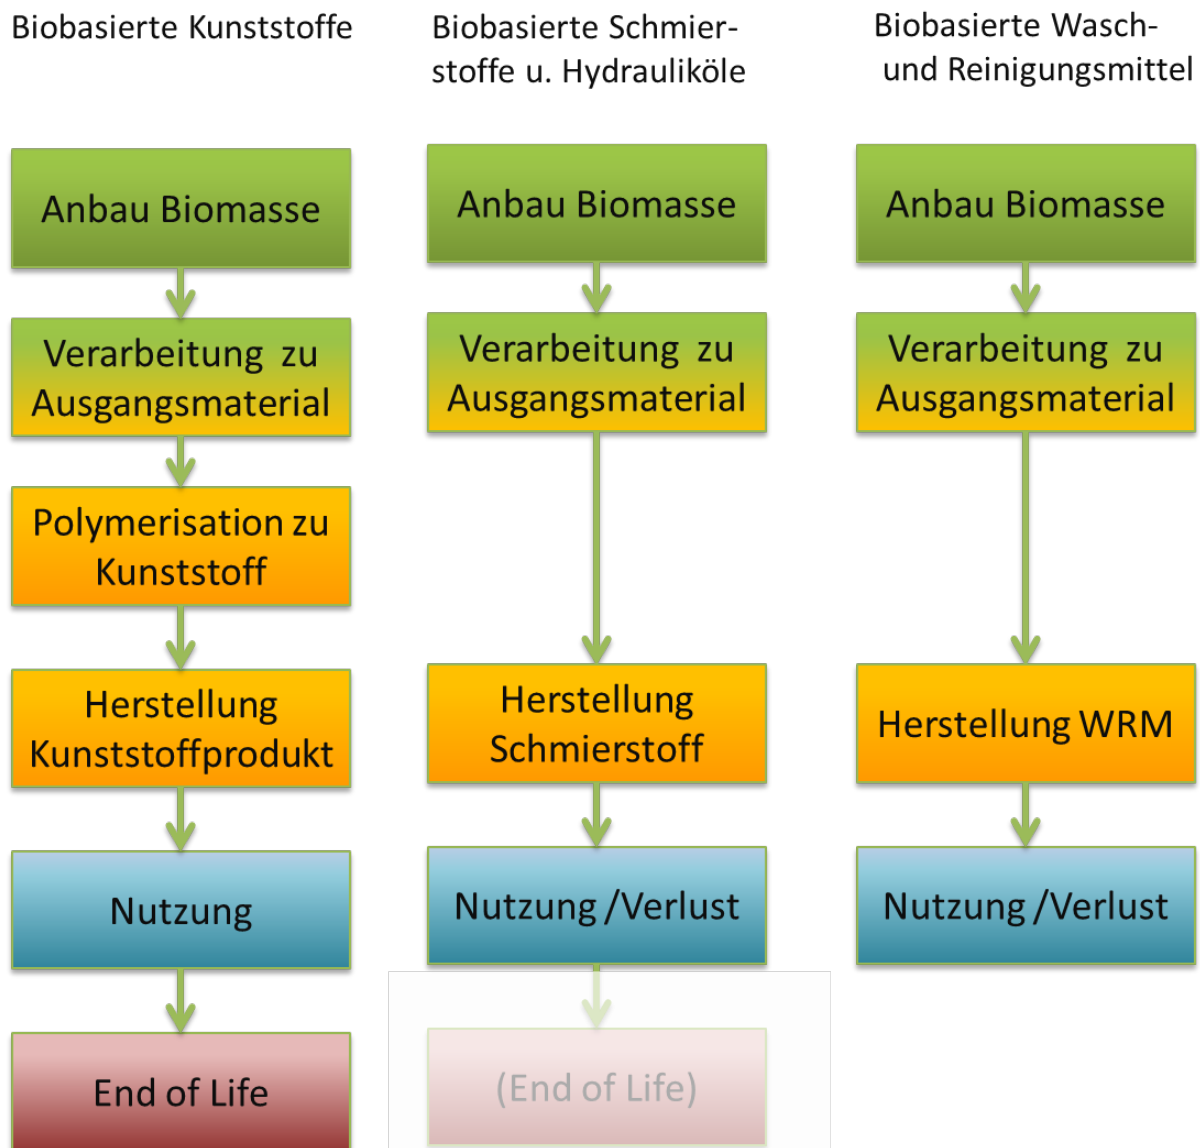 Biobasierte Kunststoffe
Anbau Biomasse
Verarbeitung zu
Ausgangsmaterial
Polymerisation zu
Kunststoff
Herstellung
Kunststoffprodukt
Nutzung
End of Life
Biobasierte Schmier-
stoffe u. Hydrauliköle
Anbau Biomasse
Verarbeitung zu
Ausgangsmaterial
Herstellung
Schmierstoff
Nutzung /Verlust
(End of Life)
Biobasierte Wasch-
und Reinigungsmittel
Anbau Biomasse
Verarbeitung zu
Ausgangsmaterial
Herstellung WRM
Nutzung /Verlust